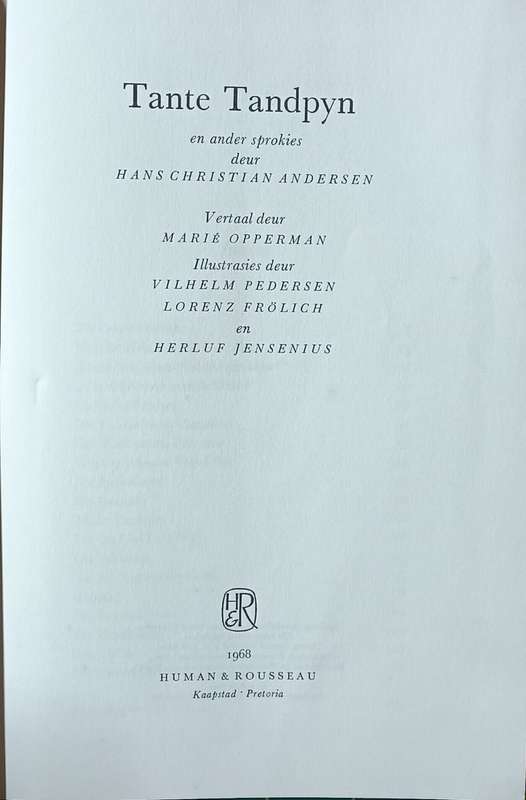 Tante Tandpyn
en ander sprokies
deur
HANS CHRISTIAN ANDERSEN
Vertaal deur
MARIÉ OPPERMAN
Illustrasies deur
VILHELM PEDERSEN
LORENZ FRÖLICH
en
HERLUF JENSENIUS
H&R
1968
HUMAN & ROUSSEAU
Kaapstad · Pretoria